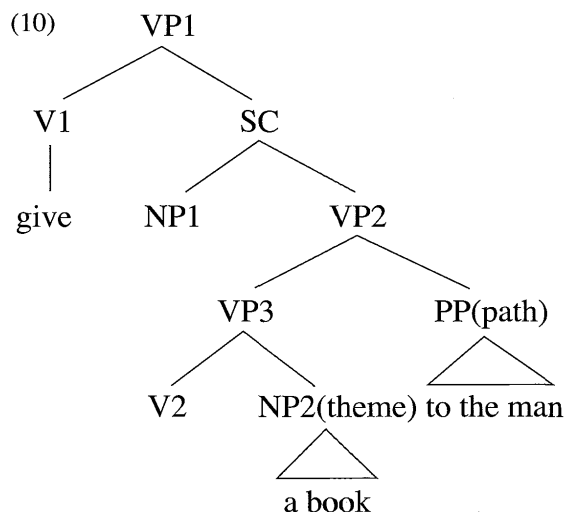 (10) VP1
V1 SC
give NP1 VP2
VP3 PP(path)
V2 NP2(theme) to the man
a book